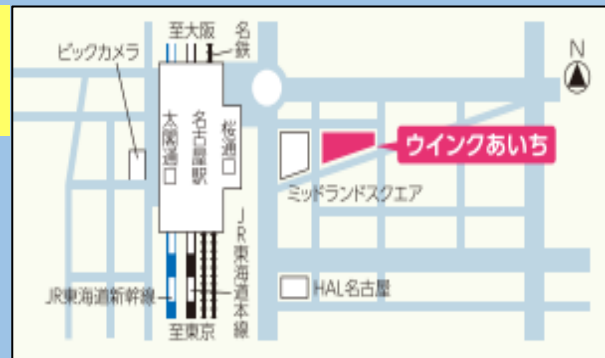 至大阪
名鉄
ビックカメラ
N
太閤通口
名古屋駅
桜通口
ウインクあいち
ミッドランドスクエア
JR東海道本線
JR東海道新幹線
HAL名古屋
至東京